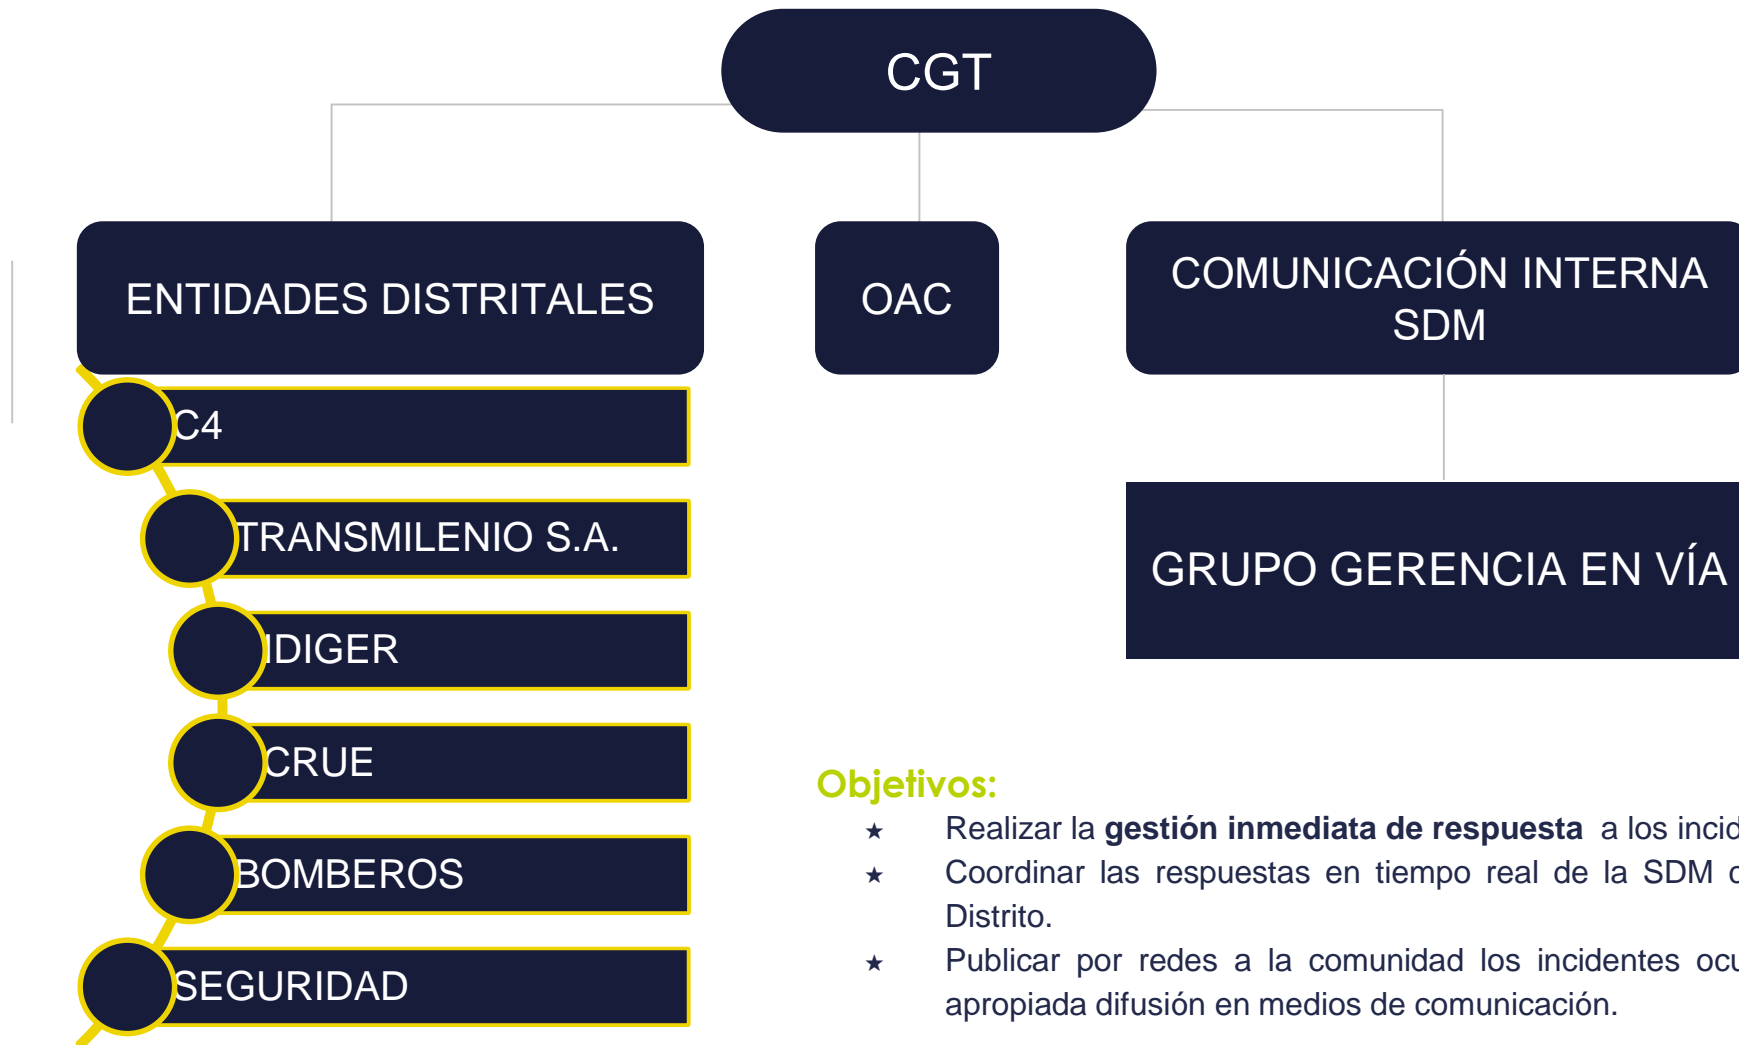 CGT
ENTIDADES DISTRITALES
OAC
COMUNICACIÓN INTERNA
SDM
C4
TRANSMILENIO S.A.
IDIGER
CRUE
BOMBEROS
SEGURIDAD
GRUPO GERENCIA EN VÍA
Objetivos:
★ Realizar la gestión inmediata de respuesta a los
★ Coordinar las respuestas en tiempo real de la SDM
Distrito.
★ Publicar por redes a la comunidad los incidentes
apropiada difusión en medios de comunicación.